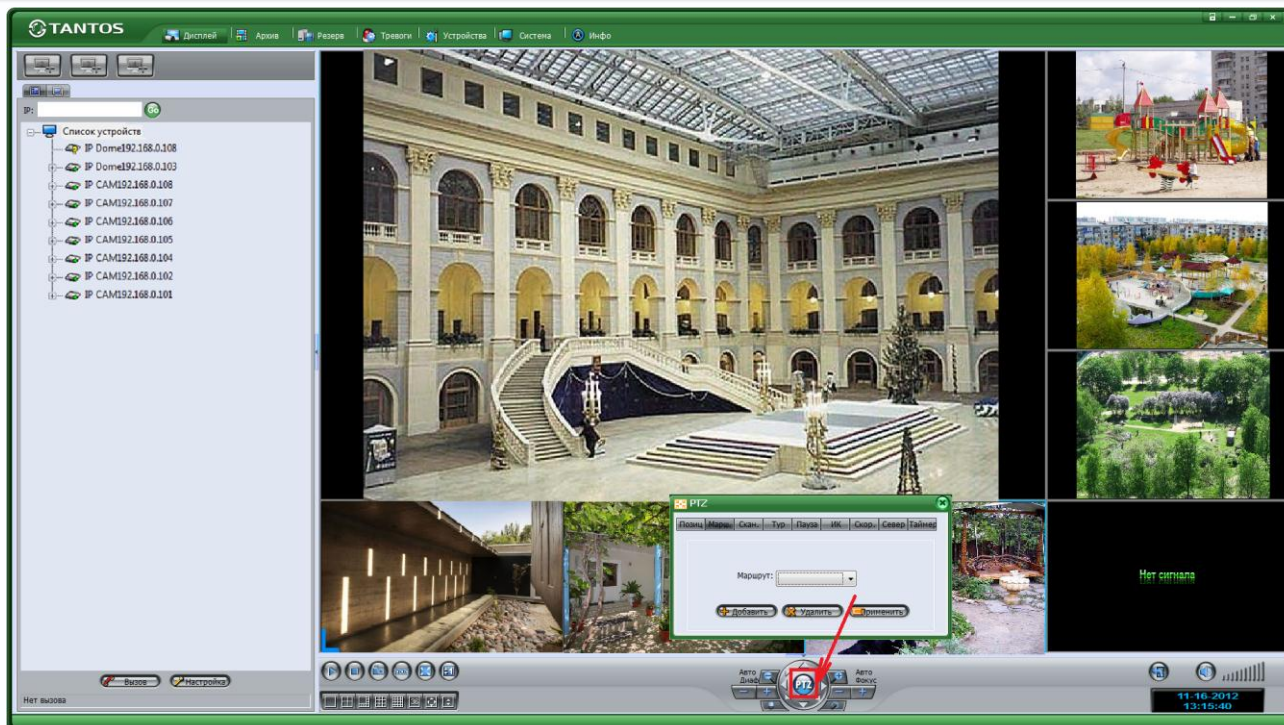 TANTOS
Дисплей
Архив
Резерв
Тревоги
Устройства
Система
Инфо
IP:
Go
Список устройств
IP Dome192.168.0.108
IP Dome192.168.0.103
IP CAM192.168.0.108
IP CAM192.168.0.107
IP CAM192.168.0.106
IP CAM192.168.0.105
IP CAM192.168.0.104
IP CAM192.168.0.102
IP CAM192.168.0.101
PTZ
Позиц Марш. Скан. Тур Пауза ИК Скор. Север Таймер
Маршрут:
Добавить Удалить Применить
Нет сигнала
Вызов Настройка
Нет вызова
Авто Диаф
PTZ
Авто Фокус
11-16-2012
13:15:40